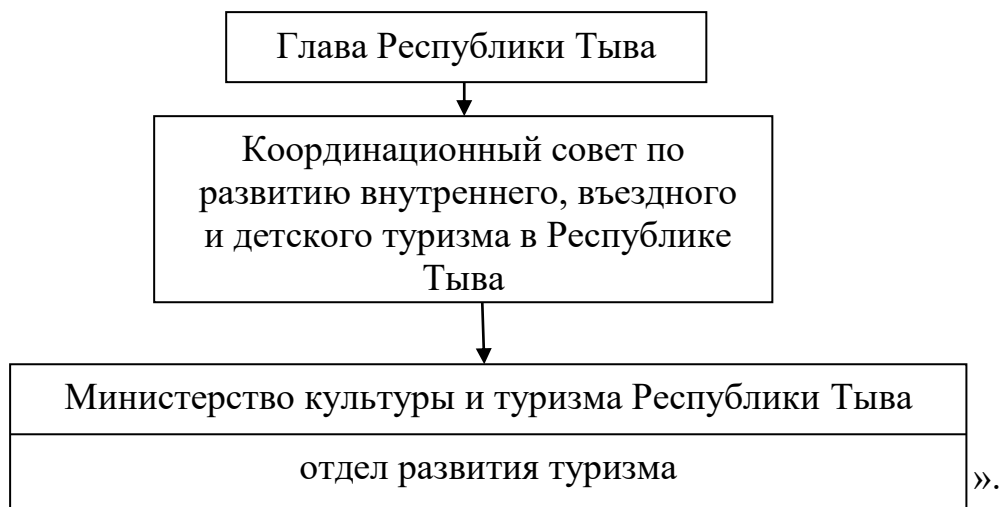 Глава Республики Тыва
Координационный совет по
развитию внутреннего, въездного
и детского туризма в Республике
Тыва
Министерство культуры и туризма Республики Тыва
отдел развития туризма
».